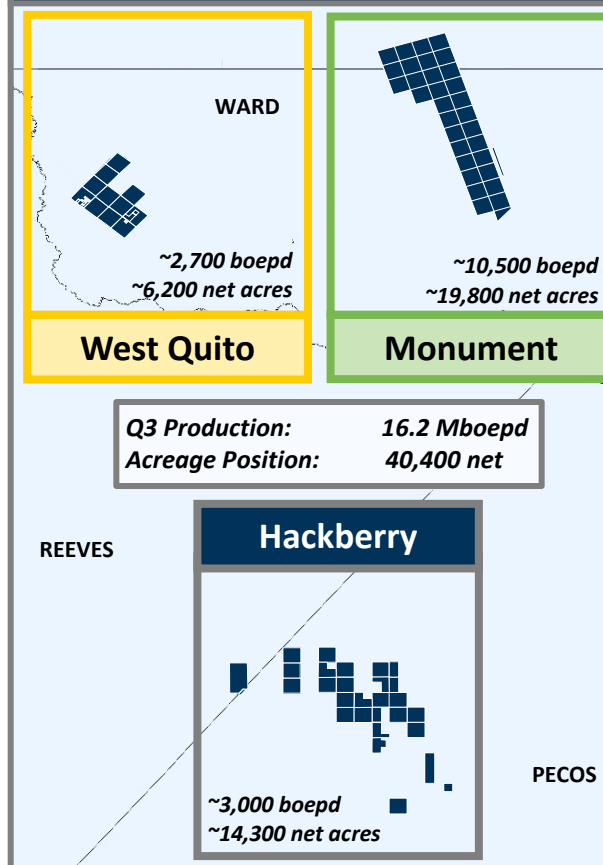 WARD
~2,700 boepd
~6,200 net acres
West Quito
~10,500 boepd
~19,800 net acres
Monument
Q3 Production: 16.2 Mboepd
Acreage Position: 40,400 net
REEVES
Hackberry
PECOS
~3,000 boepd
~14,300 net acres